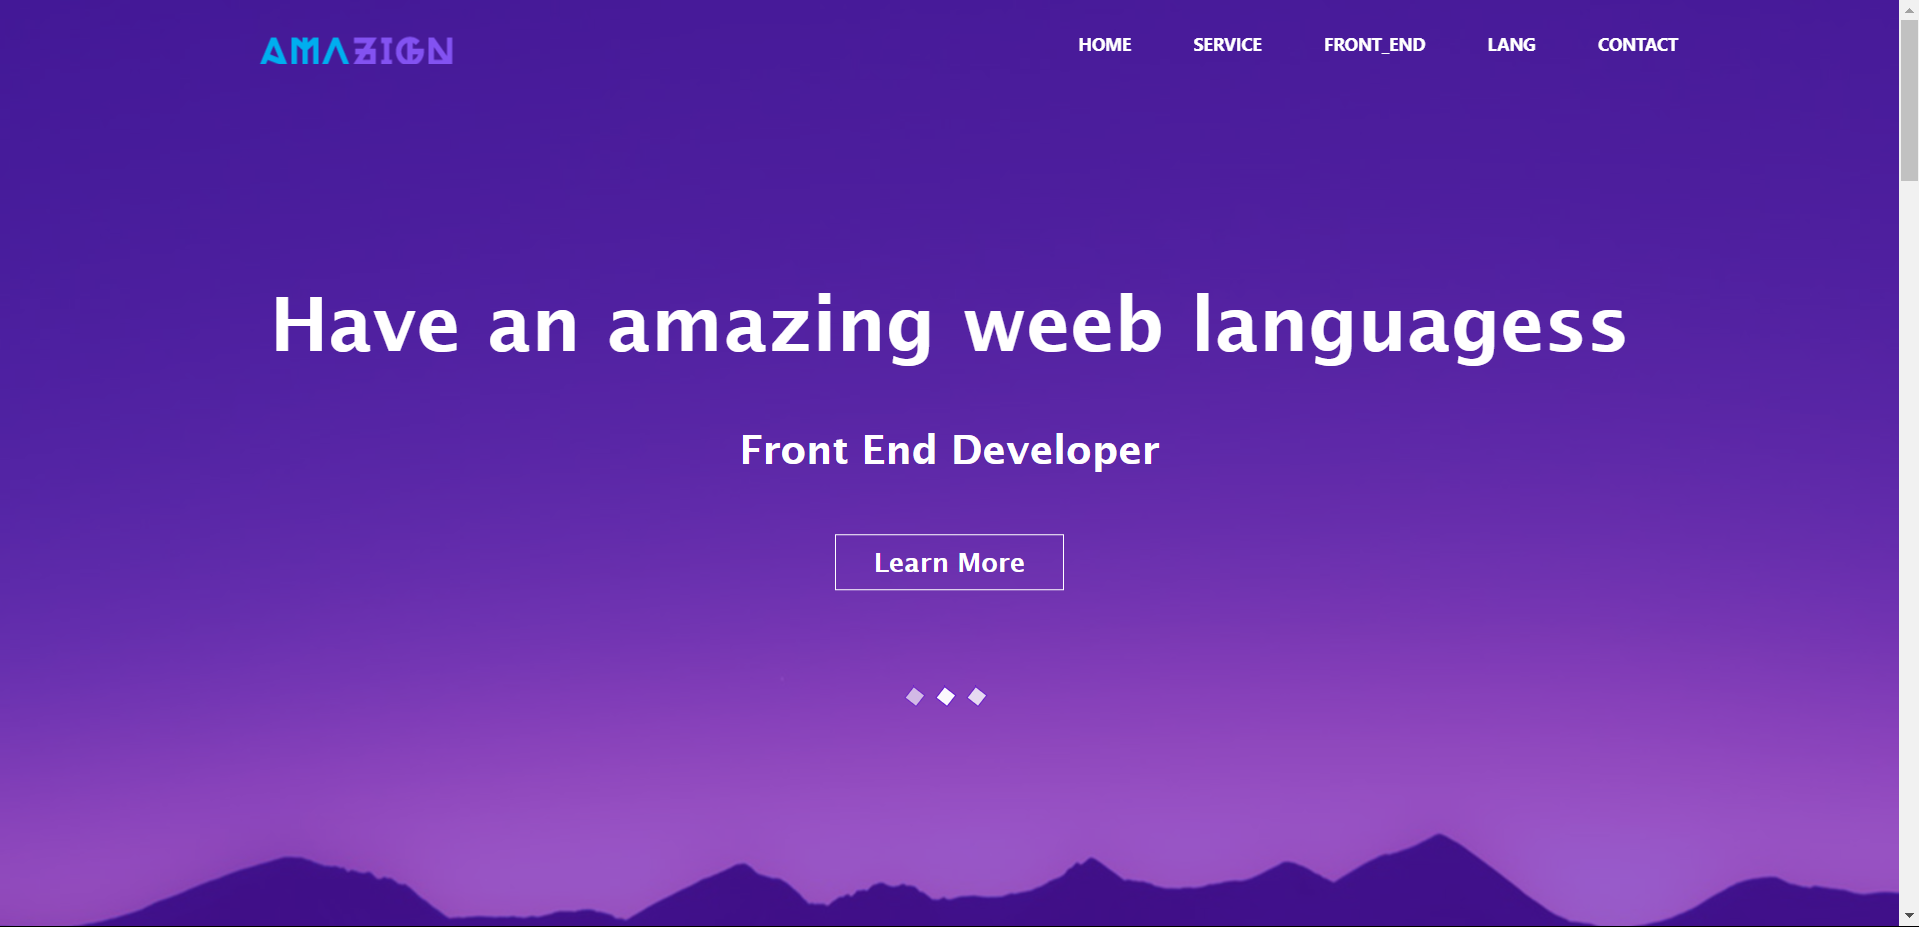 AMAZIGN
HOME SERVICE FRONT_END LANG CONTACT
Have an amazing weeb languagess
Front End Developer
Learn More